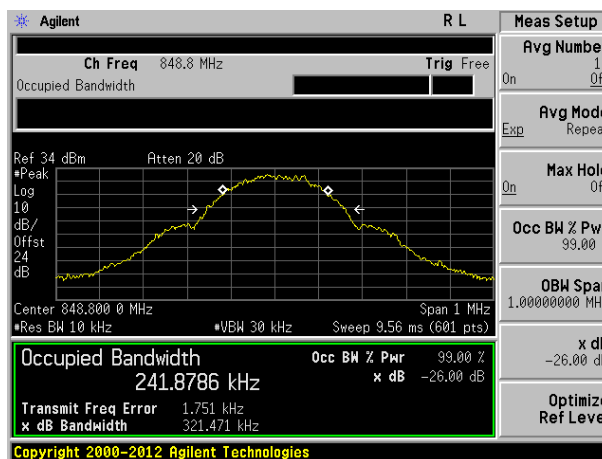 Agilent R L Meas Setup
Ch Freq 848.8 MHz Trig Free
Occupied Bandwidth
Ref 34 dBm Atten 20 dB
#Peak
Log
10
dB/
Offst
24
dB
Center 848.800 0 MHz Span 1 MHz
#Res BW 10 kHz #VBW 30 kHz Sweep 9.56 ms (601 pts)
Occupied Bandwidth Occ BW % Pwr 99.00 %
241.8786 kHz x dB -26.00 dB
Transmit Freq Error 1.751 kHz
x dB Bandwidth 321.471 kHz
Copyright 2000-2012 Agilent Technologies
Avg Numbe
1
On Of
Avg Mod
Exp Repea
Max Hol
On Of
Occ BW % Pw
99.00
OBW Spa
1.00000000 MH
x d
-26.00 d
Optimiz
Ref Leve